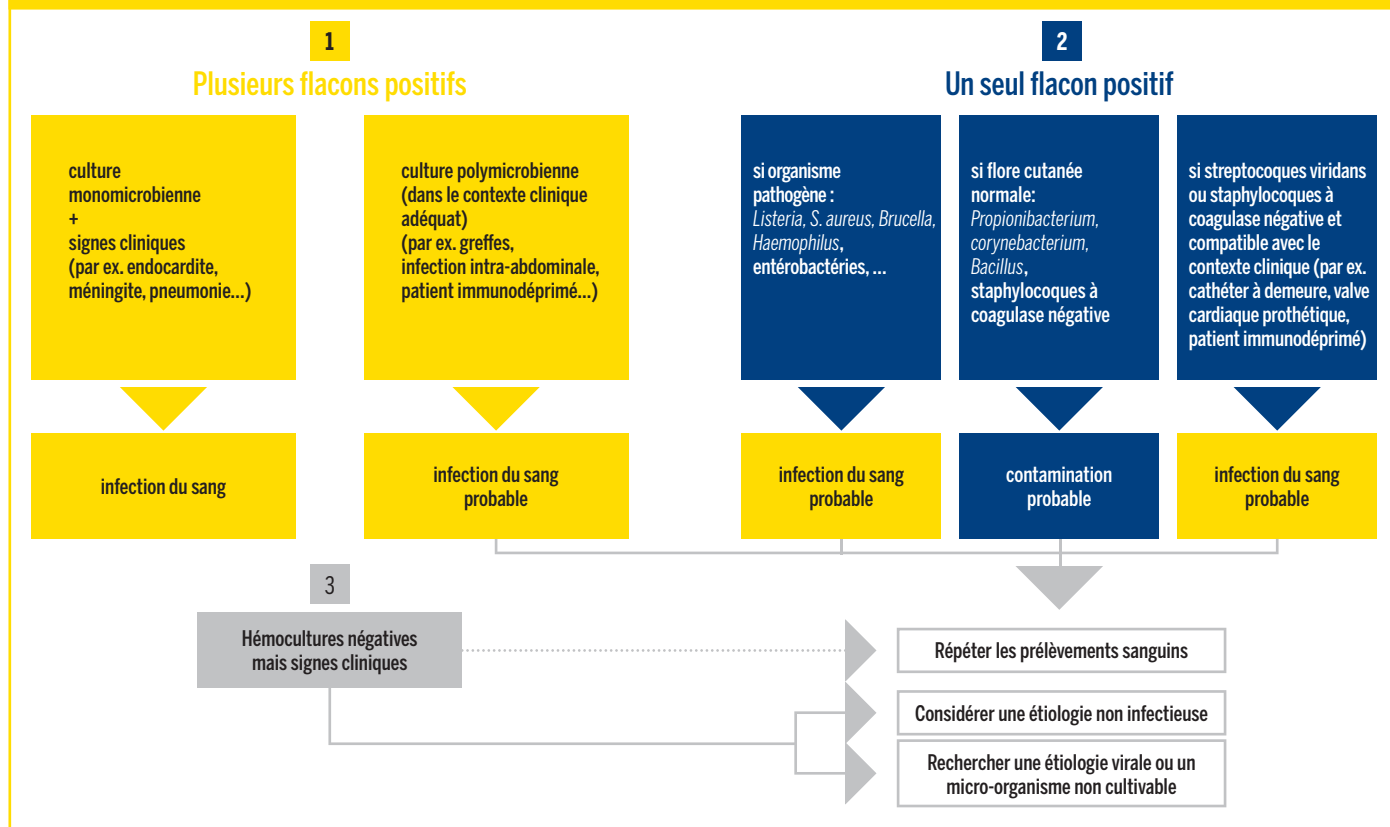 1
Plusieurs flacons positifs
culture
monomicrobienne
+
signes cliniques
(par ex. endocardite,
méningite, pneumonie...)
culture polymicrobienne
(dans le contexte clinique
adéquat)
(par ex. greffes,
infection intra-abdominale,
patient immunodéprimé...)
infection du sang
infection du sang
probable
2
Un seul flacon positif
si organisme
pathogène :
Listeria, S. aureus, Brucella,
Haemophilus,
entérobactéries, ...
si flore cutanée
normale:
Propionibacterium,
corynebacterium,
Bacillus,
staphylocoques à
coagulase négative
si streptocoques viridans
ou staphylocoques à
coagulase négative et
compatible avec le
contexte clinique (par ex.
cathéter à demeure, valve
cardiaque prothétique,
patient immunodéprimé)
infection du sang
probable
contamination
probable
infection du sang
probable
3
Hémocultures négatives
mais signes cliniques
Répéter les prélèvements sanguins
Considérer une étiologie non infectieuse
Rechercher une étiologie virale ou un
micro-organisme non cultivable